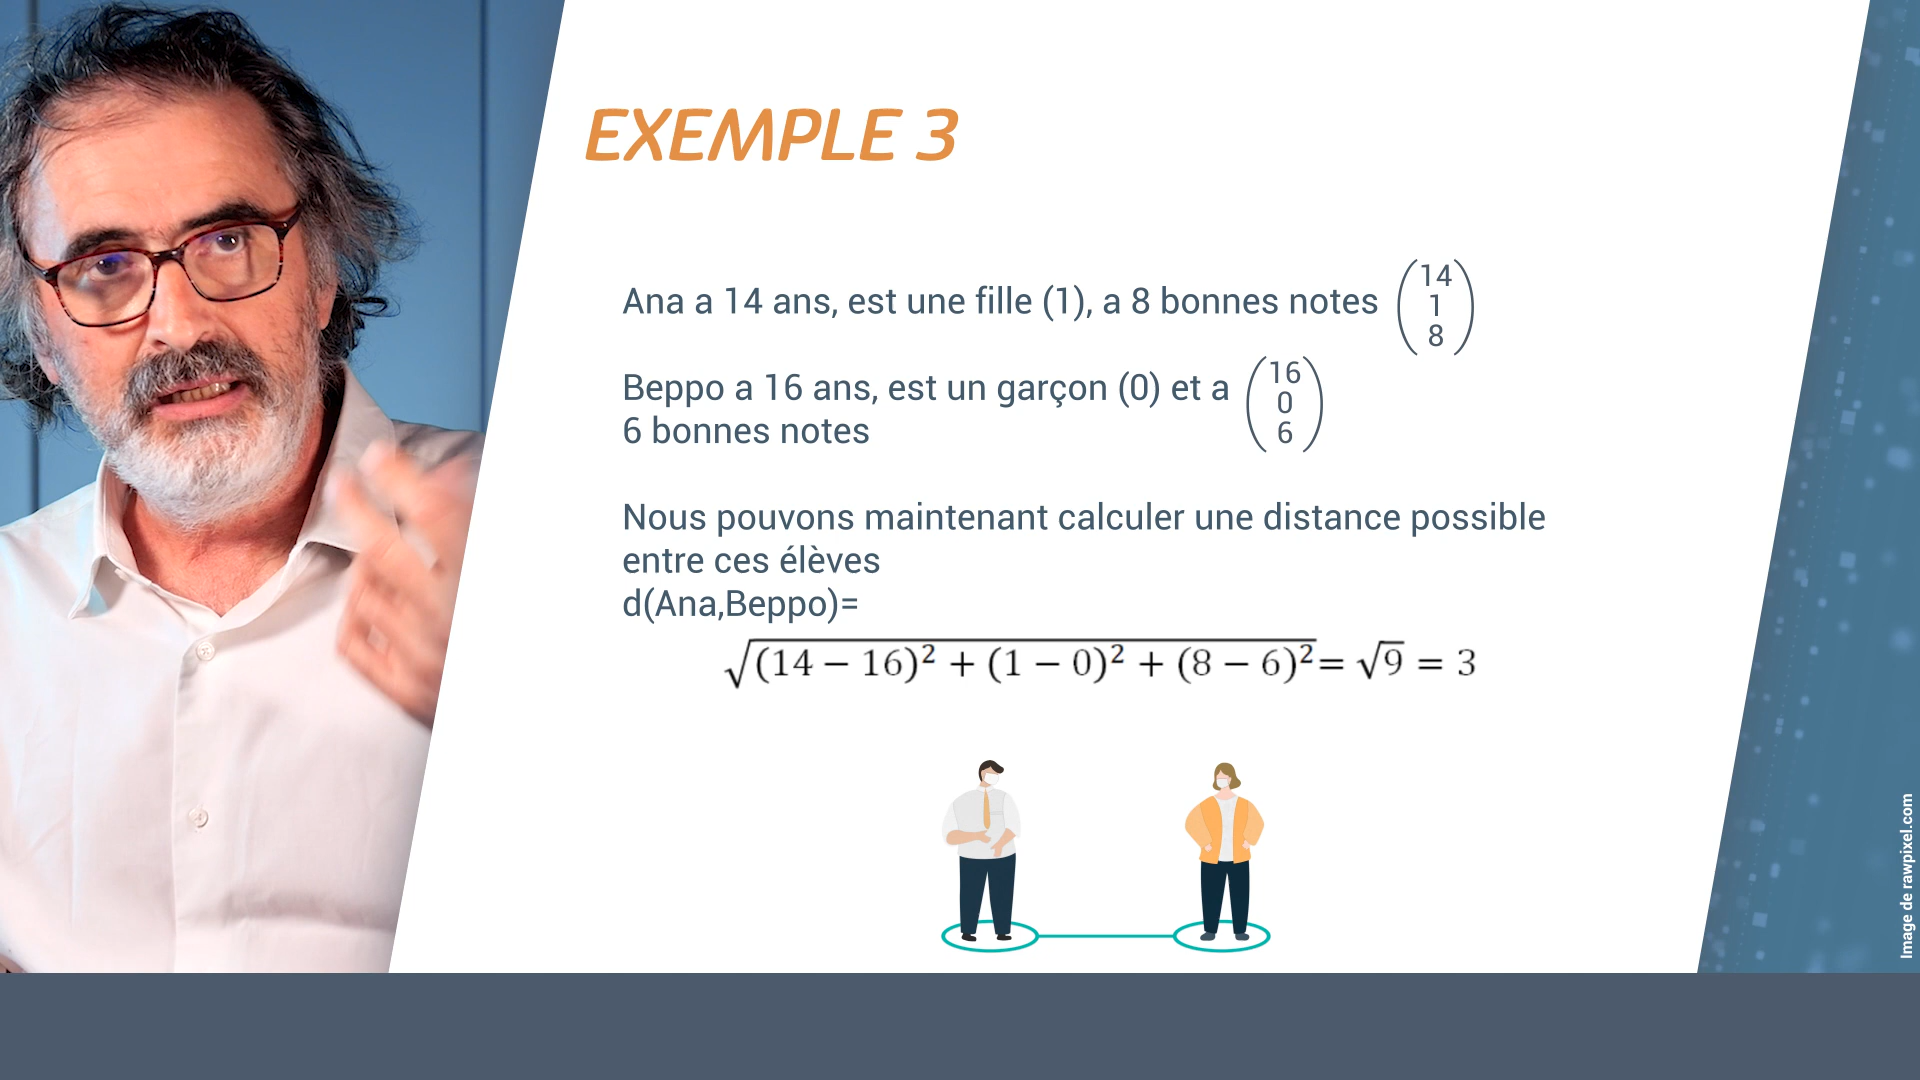 EXEMPLE 3
Ana a 14 ans, est une fille (1), a 8 bonnes notes (14 1 8)
Beppo a 16 ans, est un garçon (0) et a (16 0 6)
6 bonnes notes
Nous pouvons maintenant calculer une distance possible
entre ces élèves
d(Ana,Beppo)=
√(14 − 16)² + (1 − 0)² + (8 − 6)² = √9 = 3
Image de rawpixel.com